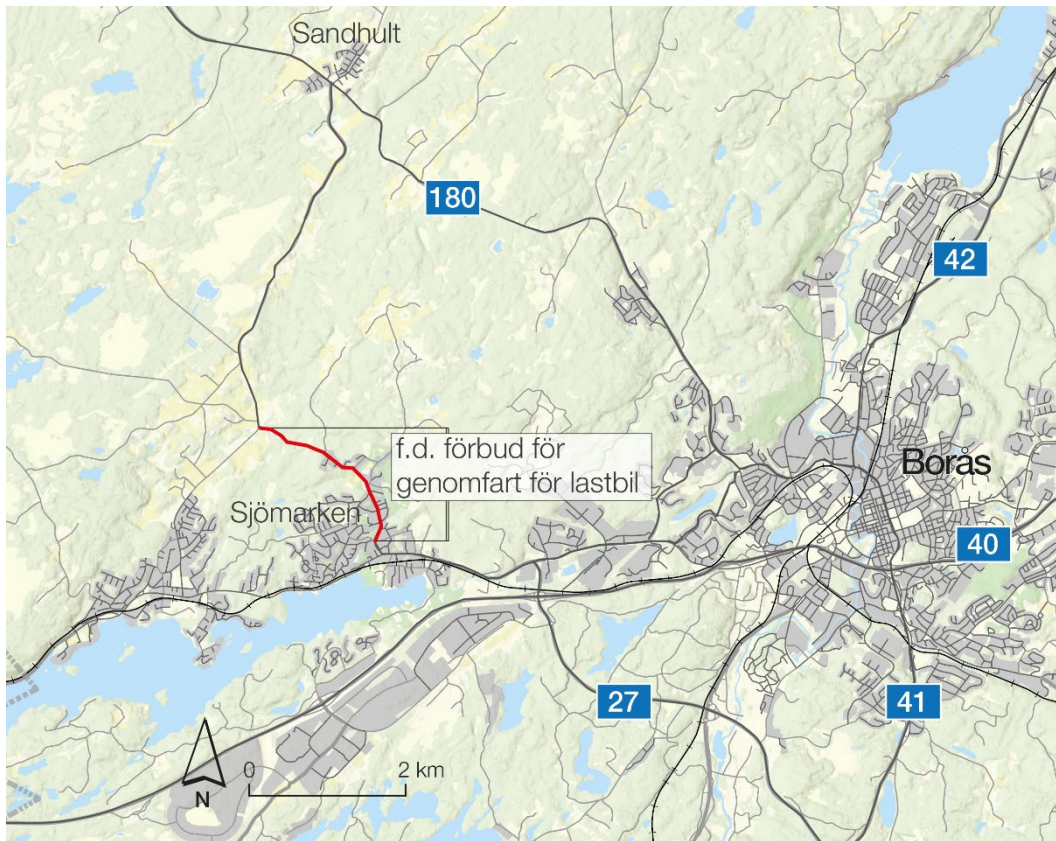 Sandhult
180
42
f.d. förbud för
genomfart för lastbil
Borås
Sjömarken
40
27
41
0
2 km
N